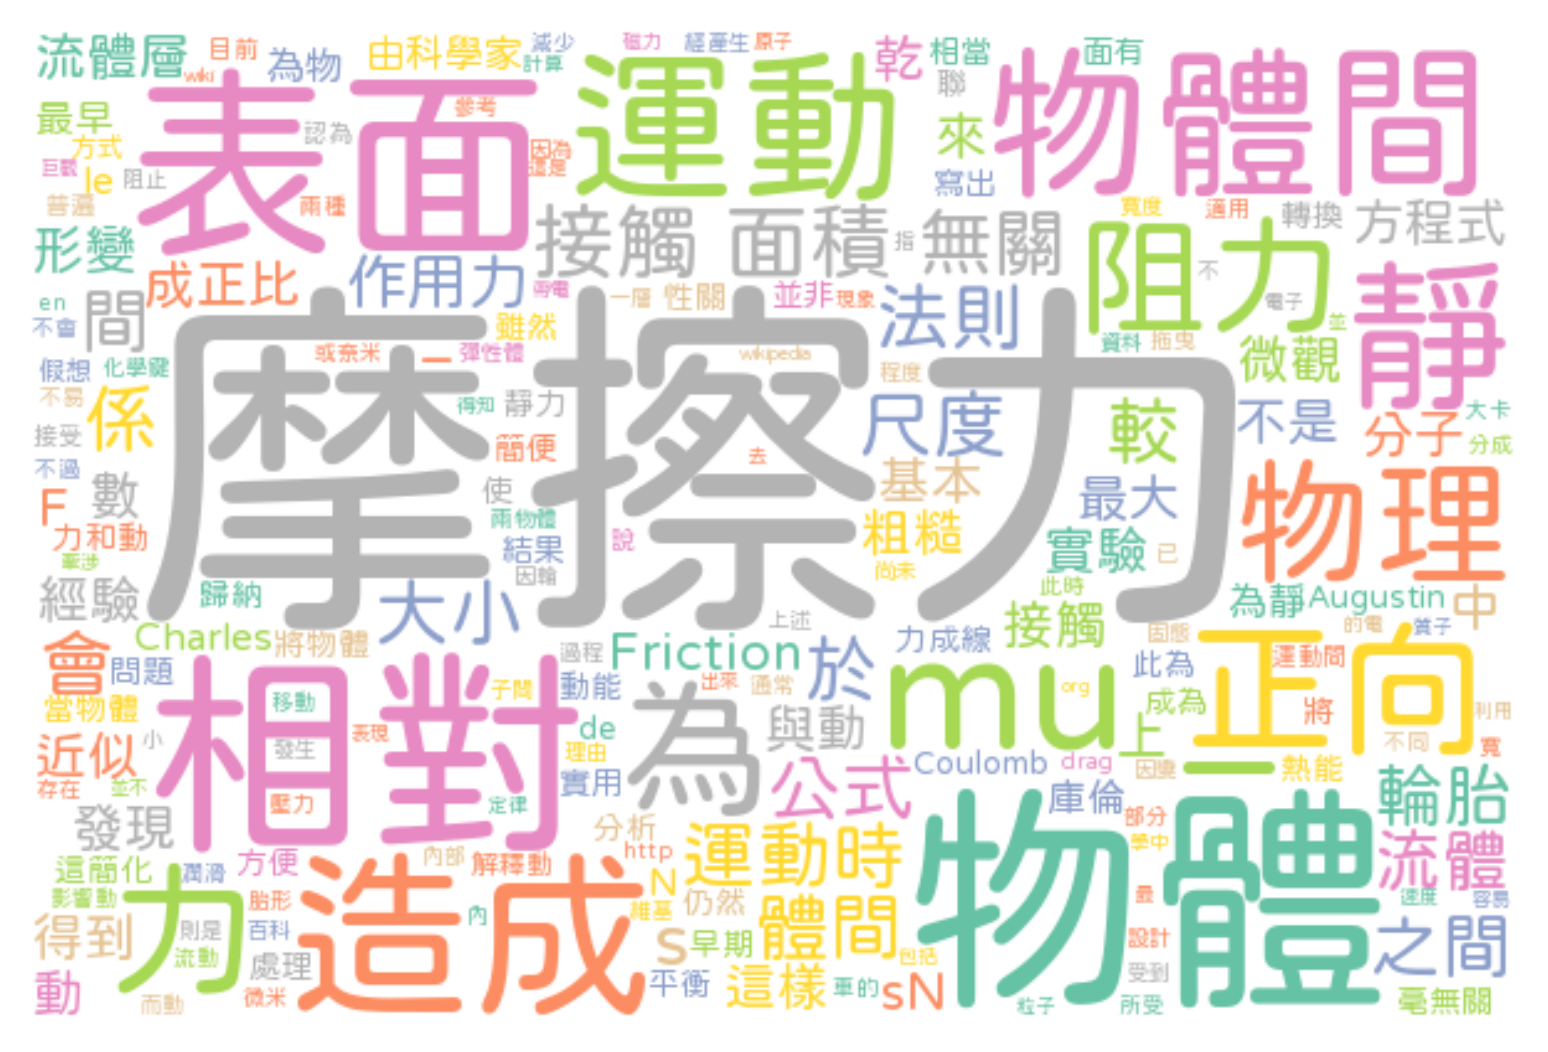 流體層
目前
wiki
為物
由科學家
減少
計算
磁力
經產生
原子
乾
相當
面有
聯
最早
方式
巨觀
le
阻止
普遍
表面
參考
認為
因為
還是
兩種
運動
來
寫出
物體間
形變
成正比
作用力
接觸
面積
指
無關
寬度
適用
轉換
方程式
阻力
不
電子
並
en
不會
間
兩電
一層
性關
並非
現象
法則
資料
拖曳
微觀
靜
雖然
或奈米
一
彈性體
wikipedia
程度
假想
化學鍵
不易
係
接受
不過
得知
靜力
簡便
摩擦力
去
尺度
較
不是
分子
大卡
分成
F
數
使
基本
最大
物理
力和動
牽涉
兩物體
結果
因輪
說
粗糙
尚未
實驗
已
經驗
歸納
大小
上述
此時
為靜
Augustin
中
Charles
將物體
過程
Friction
於
力成線
接觸
固態
的電
質子
會
問題
當物體
相對
移動
發生
子間
動能
出來
通常
mu
org
此為
成為
正向
運動間
將
利用
近似
小
存在
並不
表現
de
理由
為
與動
上
不同
寬
壓力
定律
實用
公式
Coulomb
drag
因變
熱能
輪胎
發現
分析
http
庫倫
部分
學中
流體
這簡化
影響動
方便
潤滑
內部
解釋動
運動時
物體
力
造成
胎形
N
維基
仍然
體間
最
速度
容易
得到
則是
流動
百科
內
S
早期
包括
設計
之間
動
而動
處理
微米
平衡
這樣
車的
sN
受到
粒子
所受
毫無關